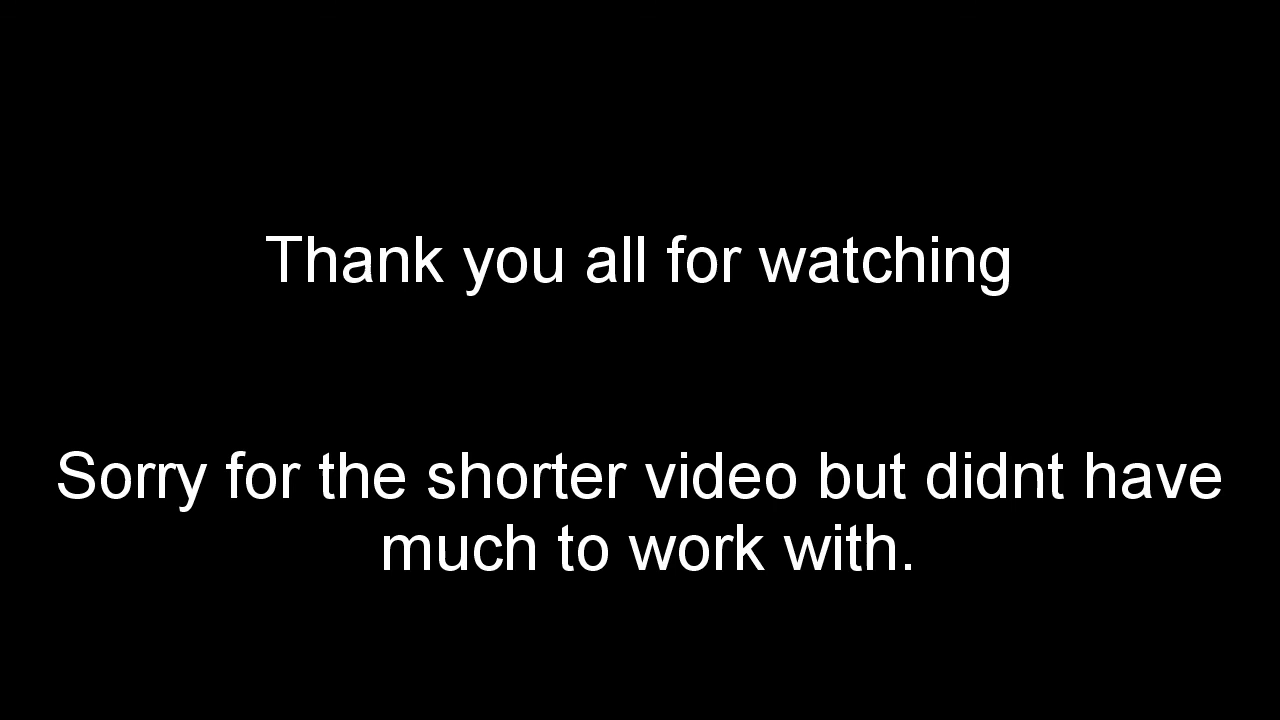 Thank you all for watching
Sorry for the shorter video but didnt have
much to work with.